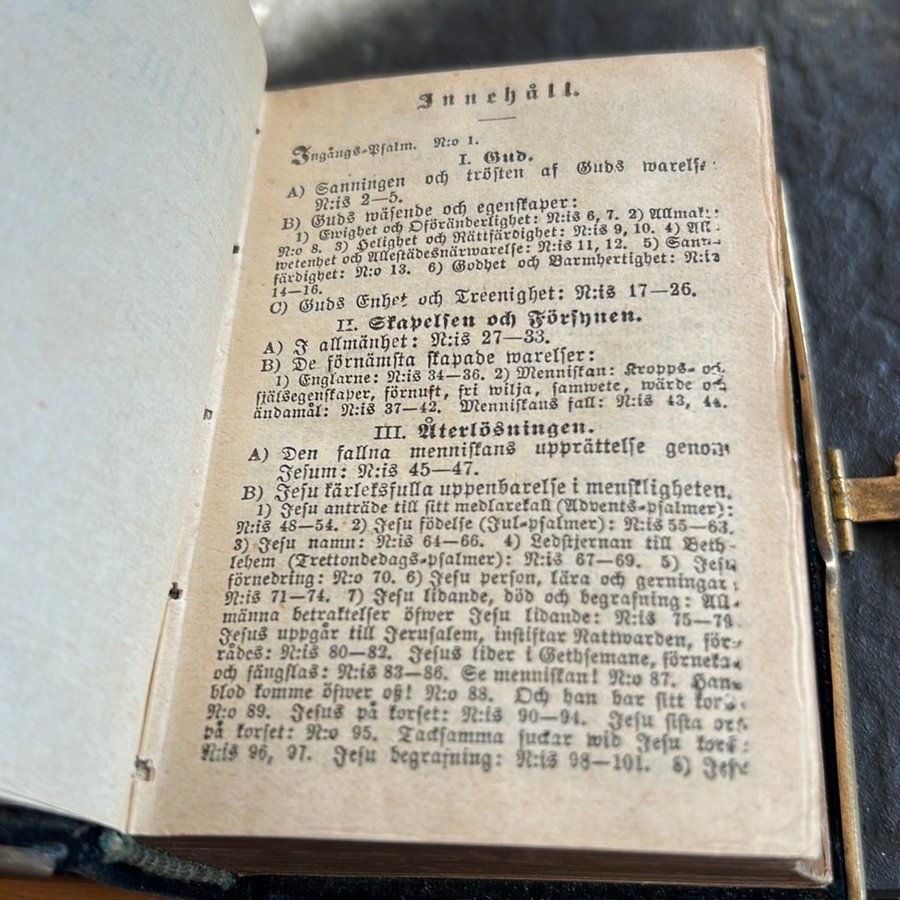 Innehåll.
Ingångs-Psalm. N:o 1.
I. Gud.
A) Sanningen och trösten af Guds warelse:
N:is 2—5.
B) Guds wäsende och egenskaper:
1) Ewighet och Oföränderlighet: N:is 6, 7. 2) Allmakt:
N:o 8. 3) Helighet och Rättfärdighet: N:is 9, 10. 4) All-
wetenhet och Allestädesnärwarelse: N:is 11, 12. 5) Sann-
färdighet: N:o 13. 6) Godhet och Barmhertighet: N:is
14—16.
C) Guds Enhet och Treenighet: N:is 17—26.
II. Skapelsen och Försynen.
A) I allmänhet: N:is 27—33.
B) De förnämsta skapade warelser:
1) Englarne: N:is 34—36. 2) Menniskan: Kropps- och
själsegenskaper, förnuft, fri wilja, samwete, wärde och
ändamål: N:is 37—42. Menniskans fall: N:is 43, 44.
III. Återlösningen.
A) Den fallna menniskans upprättelse genom
Jesum: N:is 45—47.
B) Jesu kärleksfulla uppenbarelse i menskligheten.
1) Jesu anträde till sitt medlarekall (Advents-psalmer):
N:is 48—54. 2) Jesu födelse (Jul-psalmer): N:is 55—63.
3) Jesu namn: N:is 64—66. 4) Ledstjernan till Beth-
lehem (Trettondedags-psalmer): N:is 67—69. 5) Jesu
förnedring: N:o 70. 6) Jesu person, lära och gerningar:
N:is 71—74. 7) Jesu lidande, död och begrafning: All-
männa betraktelser öfwer Jesu lidande: N:is 75—79.
Jesus uppgår till Jerusalem, instiftar Nattwarden, för-
rådes: N:is 80—82. Jesus lider i Gethsemane, förnekas
och fängslas: N:is 83—86. Se menniskan! N:o 87. Hans
blod komme öfwer oß! N:o 88. Och han bar sitt kors.
N:o 89. Jesus på korset: N:is 90—94. Jesu sista ord
på korset: N:o 95. Tacksamma suckar wid Jesu kors:
N:is 96, 97. Jesu begrafning: N:is 98—101. 8) Jesu